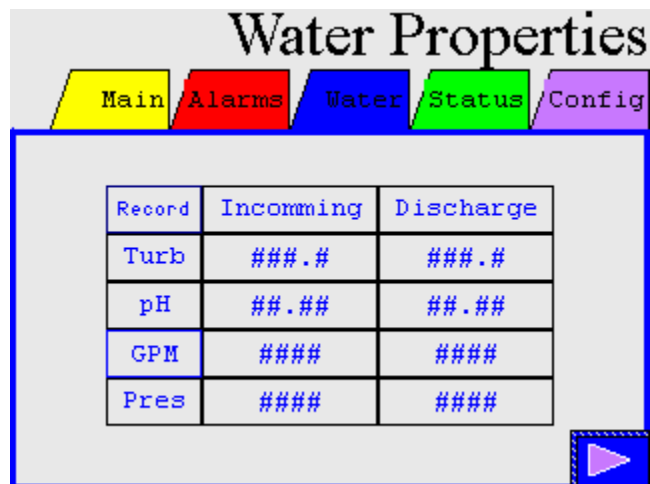 Water Properties
Main Alarms Water Status Config
Record Incomming Discharge
Turb ###.# ###.#
pH ##.## ##.##
GPM #### ####
Pres #### ####